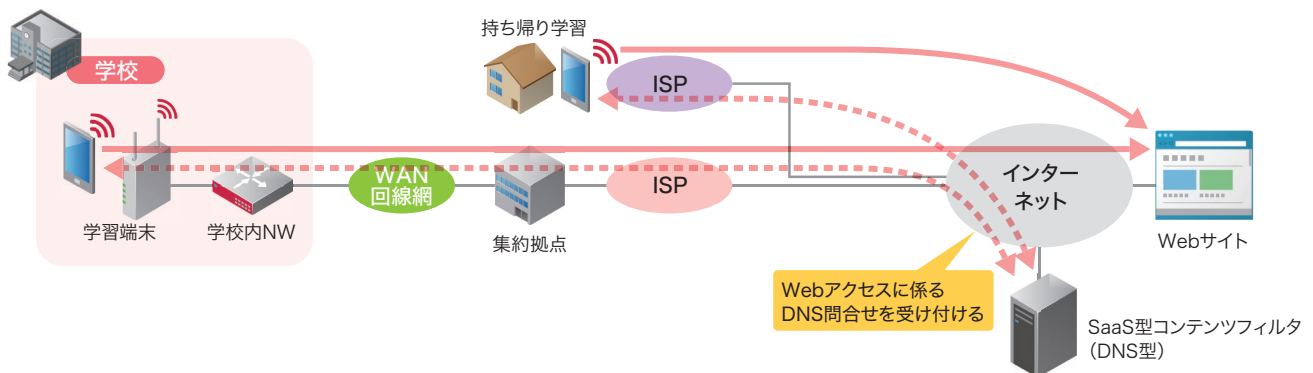 持ち帰り学習
学校
ISP
WAN
回線網
ISP
インター
ネット
学習端末
学校内NW
集約拠点
Webサイト
Webアクセスに係る
DNS問合せを受け付ける
SaaS型コンテンツフィルタ
（DNS型）